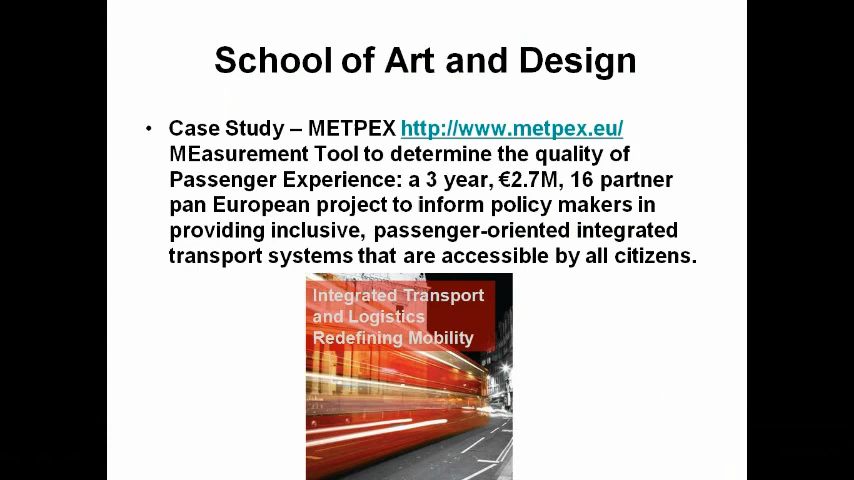 School of Art and Design
• Case Study – METPEX http://www.metpex.eu/
MEasurement Tool to determine the quality of
Passenger Experience: a 3 year, €2.7M, 16 partner
pan European project to inform policy makers in
providing inclusive, passenger-oriented integrated
transport systems that are accessible by all citizens.
Integrated Transport
and Logistics
Redefining Mobility